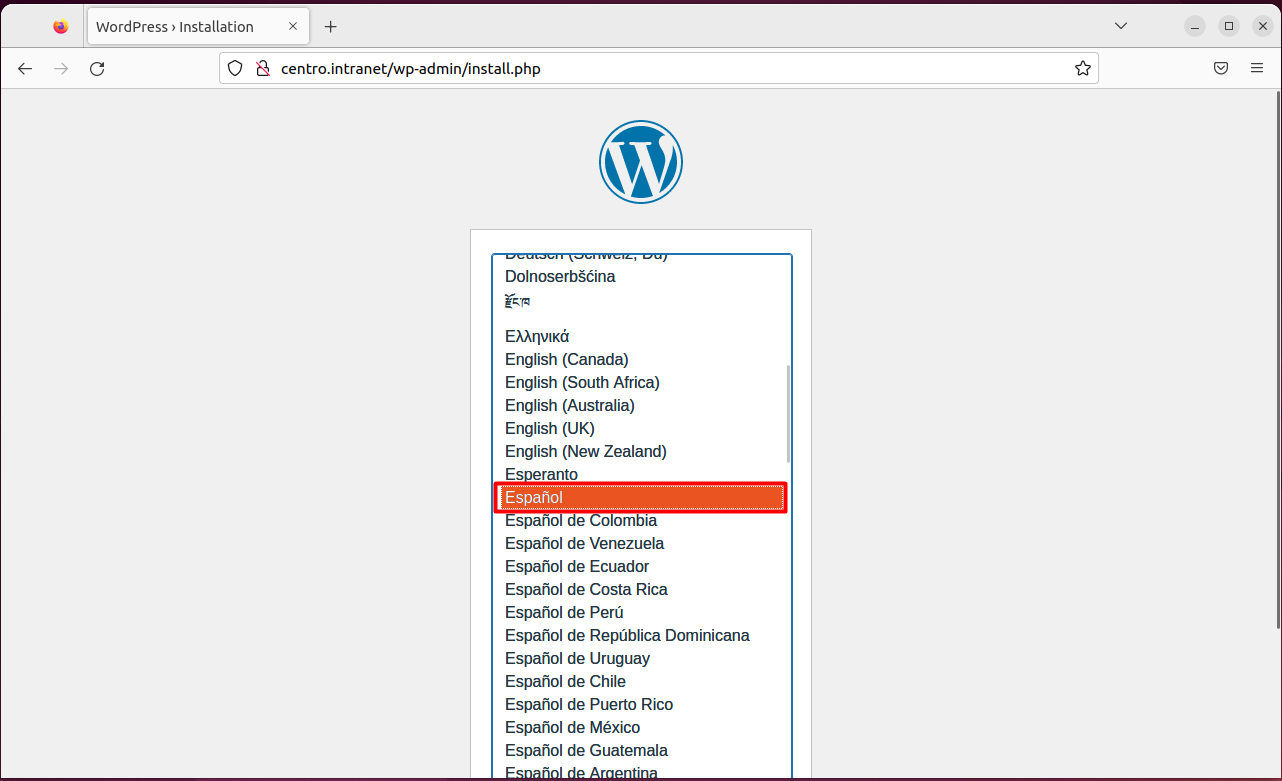 WordPress › Installation
centro.intranet/wp-admin/install.php
Deutsch (Schweiz, Du)
Dolnoserbšćina
རྫོང་ཁ
Ελληνικά
English (Canada)
English (South Africa)
English (Australia)
English (UK)
English (New Zealand)
Esperanto
Español
Español de Colombia
Español de Venezuela
Español de Ecuador
Español de Costa Rica
Español de Perú
Español de República Dominicana
Español de Uruguay
Español de Chile
Español de Puerto Rico
Español de México
Español de Guatemala
Español de Argentina